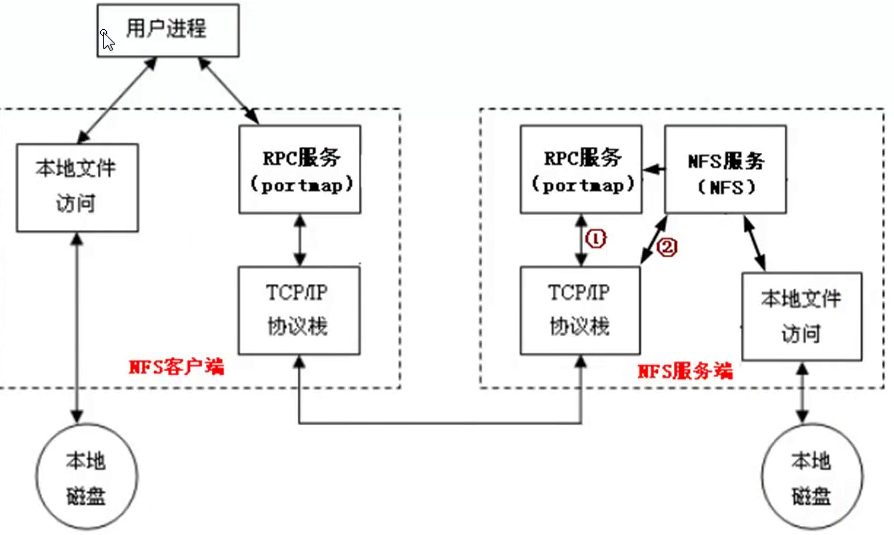 用户进程
本地文件
访问
RPC服务
（portmap）
TCP/IP
协议栈
NFS客户端
本地
磁盘
RPC服务
（portmap）
NFS服务
（NFS）
①
②
TCP/IP
协议栈
本地文件
访问
NFS服务端
本地
磁盘